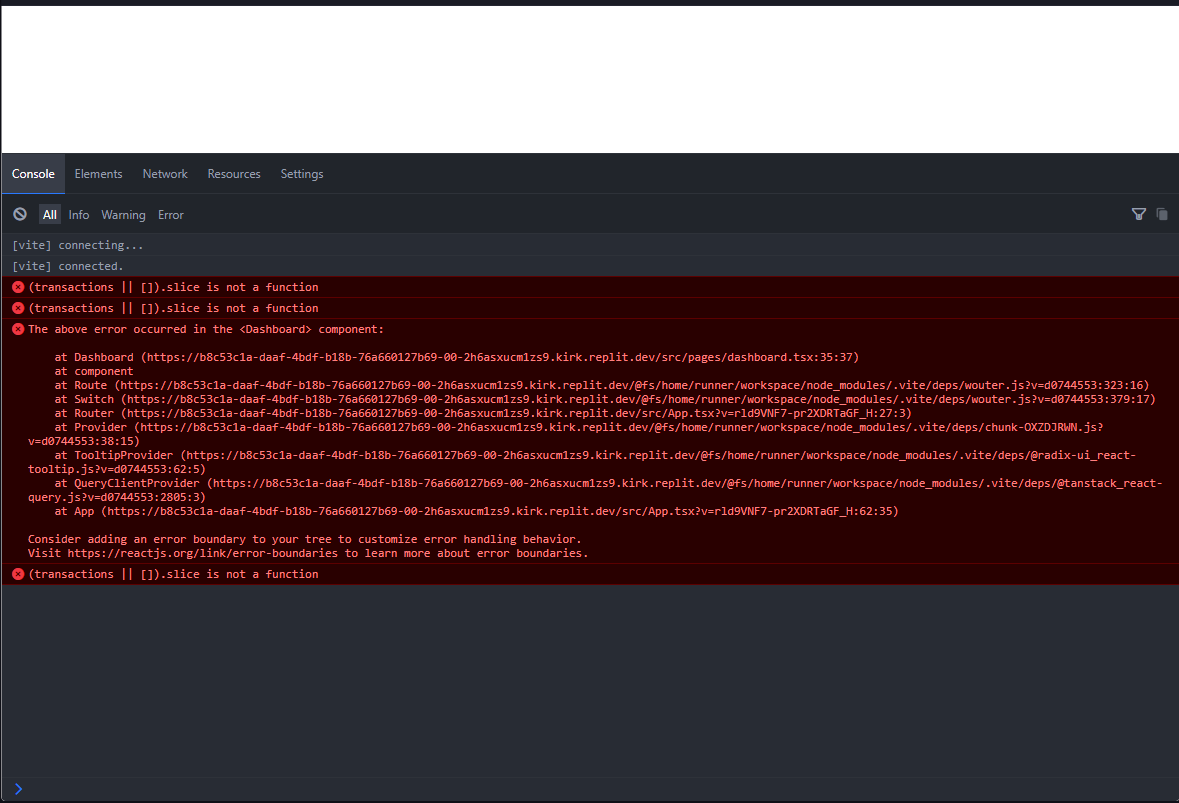 Console Elements Network Resources Settings
All Info Warning Error
[vite] connecting...
[vite] connected.
(transactions || []).slice is not a function
(transactions || []).slice is not a function
The above error occurred in the <Dashboard> component:
at Dashboard (https://b8c53c1a-daaf-4bdf-b18b-76a660127b69-00-2h6asxucm1zs9.kirk.replit.dev/src/pages/dashboard.tsx:35:37)
at component
at Route (https://b8c53c1a-daaf-4bdf-b18b-76a660127b69-00-2h6asxucm1zs9.kirk.replit.dev/@fs/home/runner/workspace/node_modules/.vite/deps/wouter.js?v=d0744553:323:16)
at Switch (https://b8c53c1a-daaf-4bdf-b18b-76a660127b69-00-2h6asxucm1zs9.kirk.replit.dev/@fs/home/runner/workspace/node_modules/.vite/deps/wouter.js?v=d0744553:379:17)
at Router (https://b8c53c1a-daaf-4bdf-b18b-76a660127b69-00-2h6asxucm1zs9.kirk.replit.dev/src/App.tsx?v=rld9VNF7-pr2XDRTaGF_H:27:3)
at Provider (https://b8c53c1a-daaf-4bdf-b18b-76a660127b69-00-2h6asxucm1zs9.kirk.replit.dev/@fs/home/runner/workspace/node_modules/.vite/deps/chunk-OXZDJRWN.js?
v=d0744553:38:15)
at TooltipProvider (https://b8c53c1a-daaf-4bdf-b18b-76a660127b69-00-2h6asxucm1zs9.kirk.replit.dev/@fs/home/runner/workspace/node_modules/.vite/deps/@radix-ui_react-
tooltip.js?v=d0744553:62:5)
at QueryClientProvider (https://b8c53c1a-daaf-4bdf-b18b-76a660127b69-00-2h6asxucm1zs9.kirk.replit.dev/@fs/home/runner/workspace/node_modules/.vite/deps/@tanstack_react-
query.js?v=d0744553:2805:3)
at App (https://b8c53c1a-daaf-4bdf-b18b-76a660127b69-00-2h6asxucm1zs9.kirk.replit.dev/src/App.tsx?v=rld9VNF7-pr2XDRTaGF_H:62:35)
Consider adding an error boundary to your tree to customize error handling behavior.
Visit https://reactjs.org/link/error-boundaries to learn more about error boundaries.
(transactions || []).slice is not a function